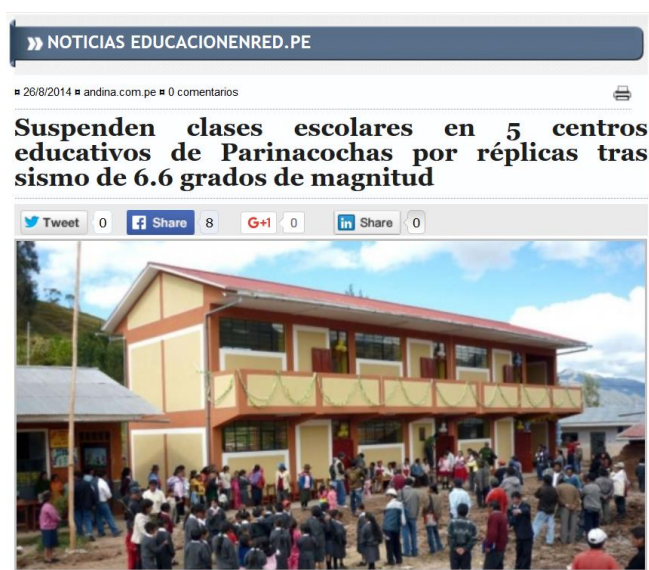 » NOTICIAS EDUCACIONENRED.PE
¤ 26/8/2014 ¤ andina.com.pe ¤ 0 comentarios
Suspenden clases escolares en 5 centros
educativos de Parinacochas por réplicas tras
sismo de 6.6 grados de magnitud
Tweet 0 Share 8 G+1 0 in Share 0